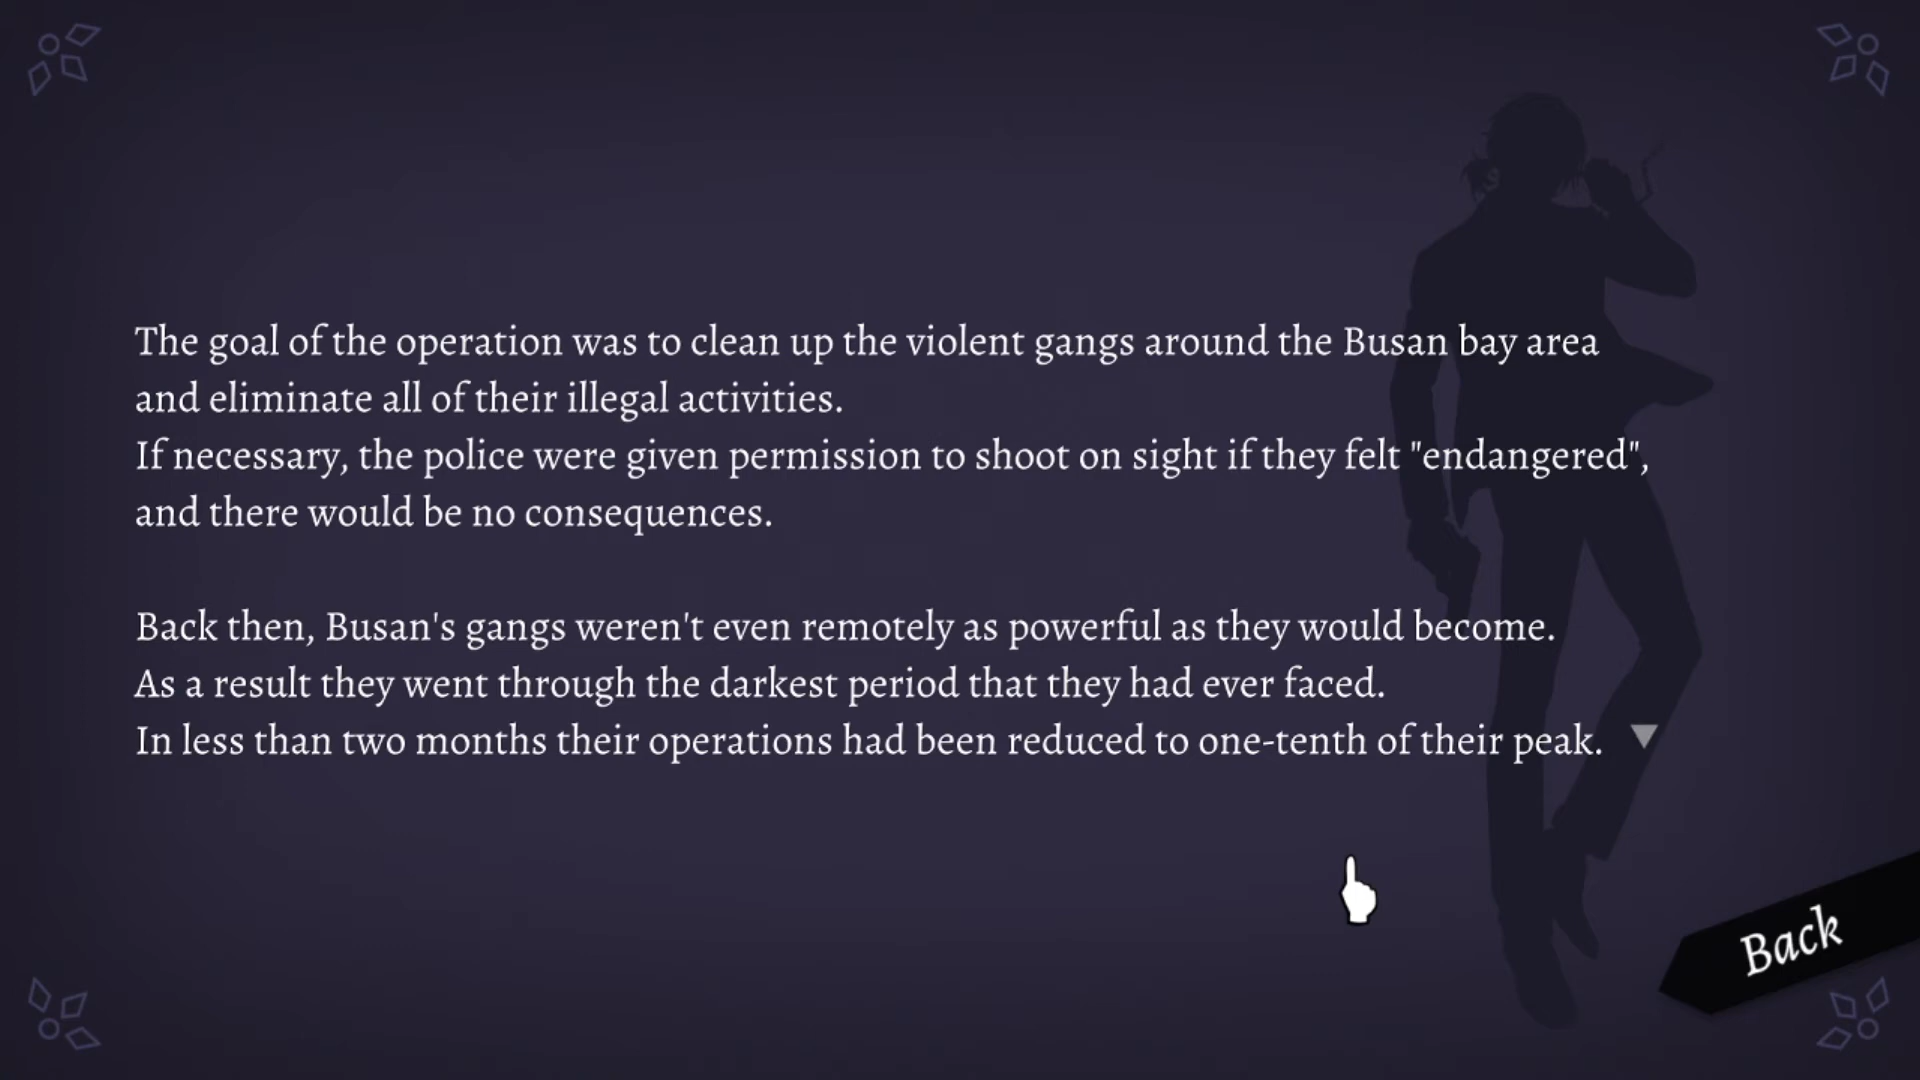 The goal of the operation was to clean up the violent gangs around the Busan bay area
and eliminate all of their illegal activities.
If necessary, the police were given permission to shoot on sight if they felt "endangered",
and there would be no consequences.
Back then, Busan's gangs weren't even remotely as powerful as they would become.
As a result they went through the darkest period that they had ever faced.
In less than two months their operations had been reduced to one-tenth of their peak.
Back